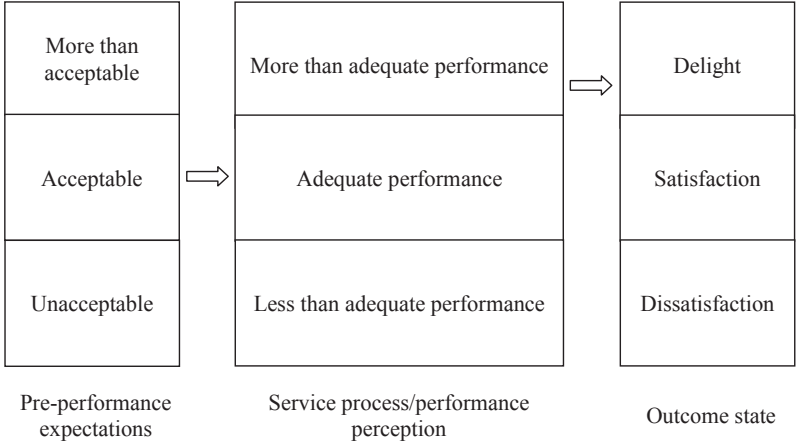 More than
acceptable
More than adequate performance
Delight
Acceptable
Adequate performance
Satisfaction
Unacceptable
Less than adequate performance
Dissatisfaction
Pre-performance
expectations
Service process/performance
perception
Outcome state